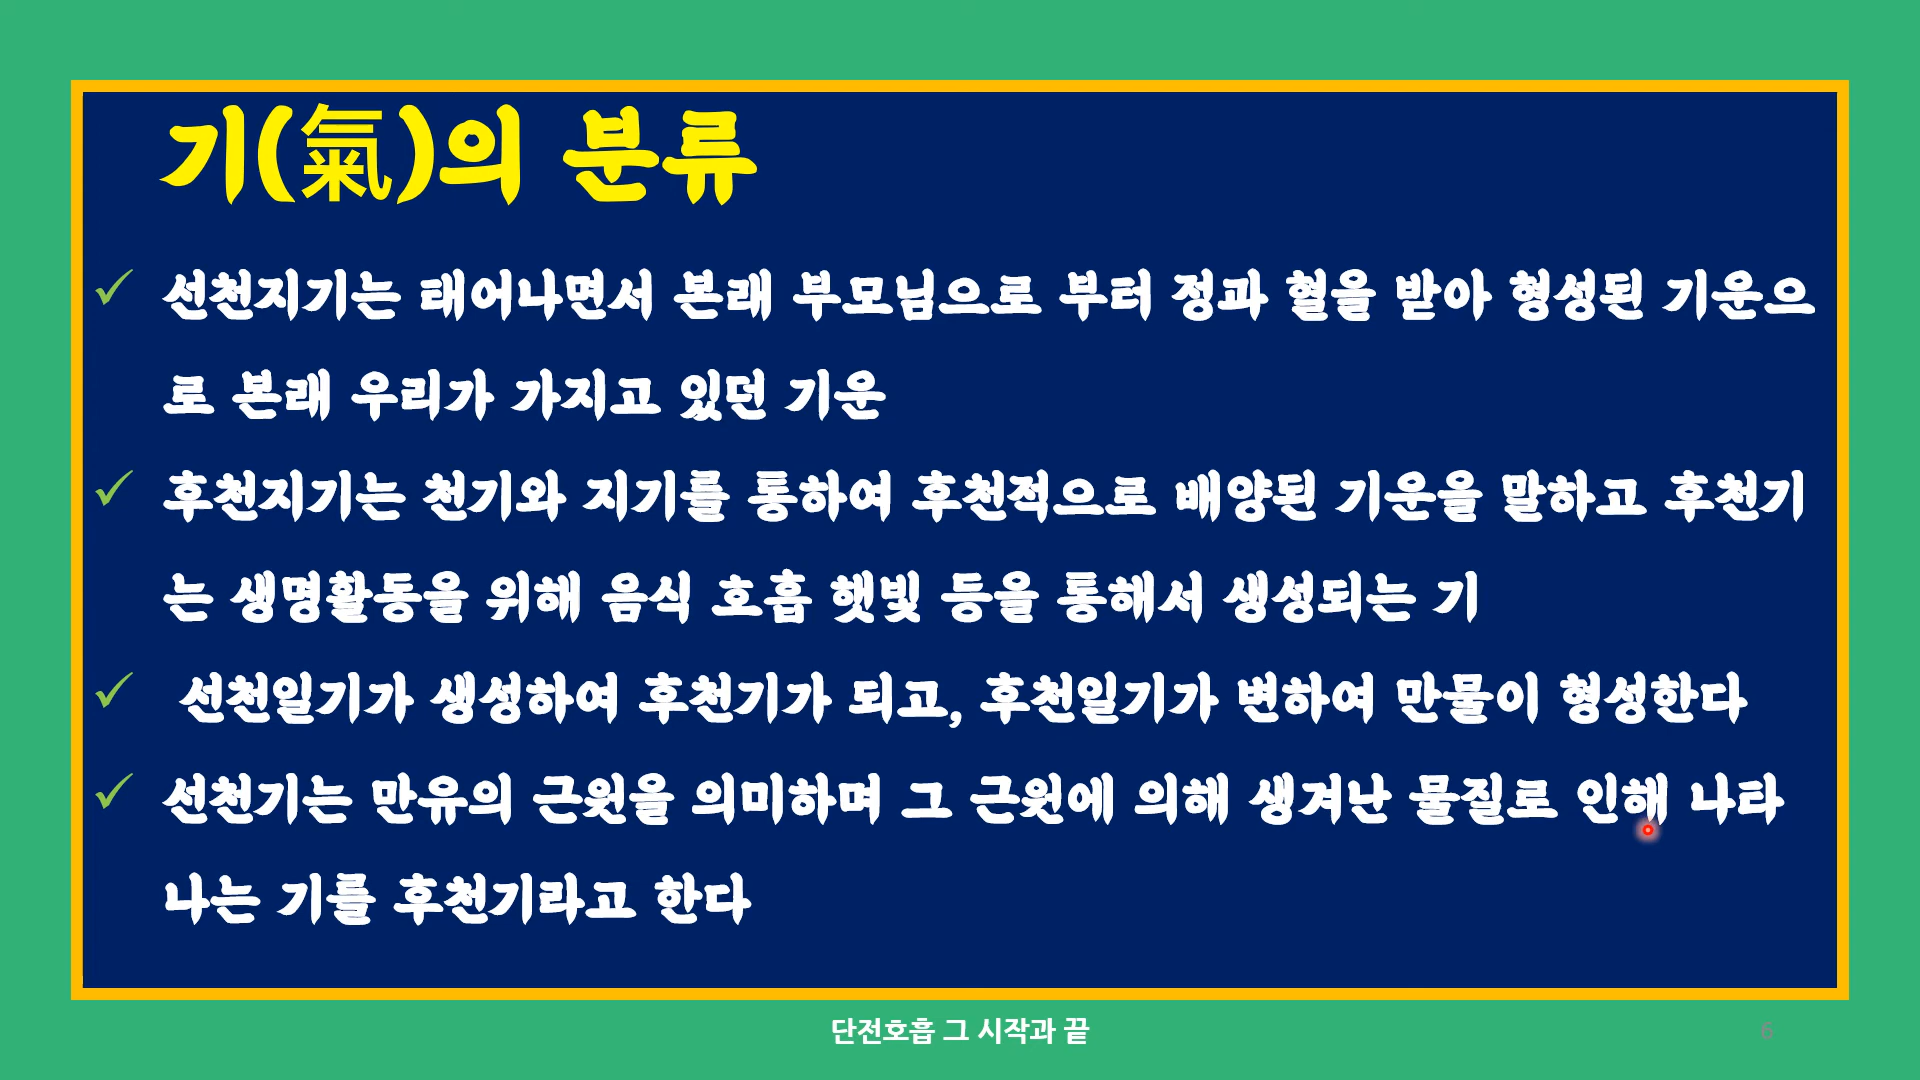 기(氣)의 분류
선천지기는 태어나면서 본래 부모님으로 부터 정과 혈을 받아 형성된 기운으
로 본래 우리가 가지고 있던 기운
후천지기는 천기와 지기를 통하여 후천적으로 배양된 기운을 말하고 후천기
는 생명활동을 위해 음식 호흡 햇빛 등을 통해서 생성되는 기
선천일기가 생성하여 후천기가 되고, 후천일기가 변하여 만물이 형성한다
선천기는 만유의 근원을 의미하며 그 근원에 의해 생겨난 물질로 인해 나타
나는 기를 후천기라고 한다
단전호흡 그 시작과 끝
6